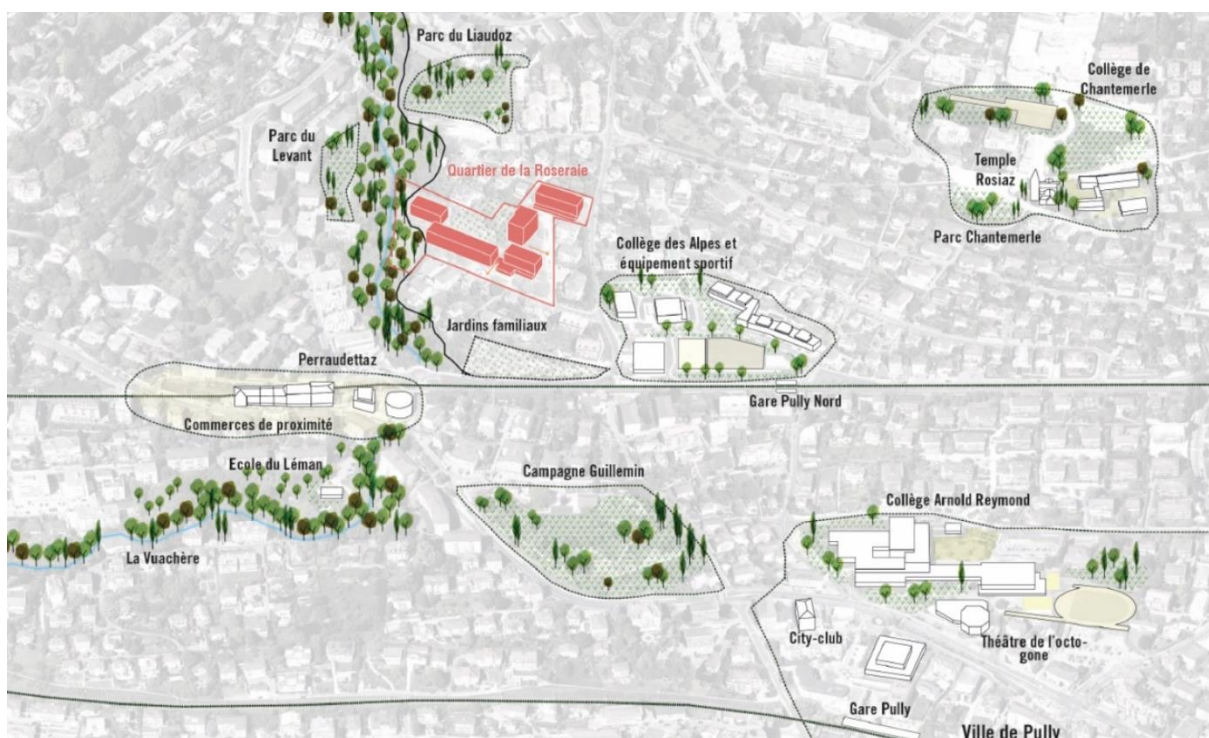 Parc du Liaudoz
Collège de
Chantemerle
Parc du
Levant
Quartier de la Roseraie
Temple
Rosiaz
Parc Chantemerle
Collège des Alpes et
équipement sportif
Jardins familiaux
Perraudettaz
Gare Pully Nord
Commerces de proximité
Ecole du Léman
Campagne Guillemin
Collège Arnold Reymond
La Vuachère
City-club
Théâtre de l'octo-
gone
Gare Pully
Ville de Pully